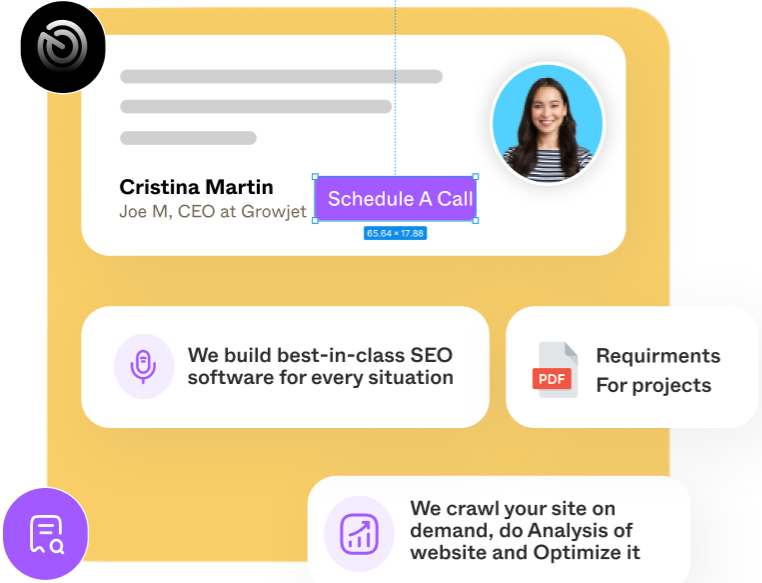 Cristina Martin
Joe M, CEO at Growjet
Schedule A Call
65.64 × 17.88
We build best-in-class SEO
software for every situation
PDF
Requirments
For projects
We crawl your site on
demand, do Analysis of
website and Optimize it